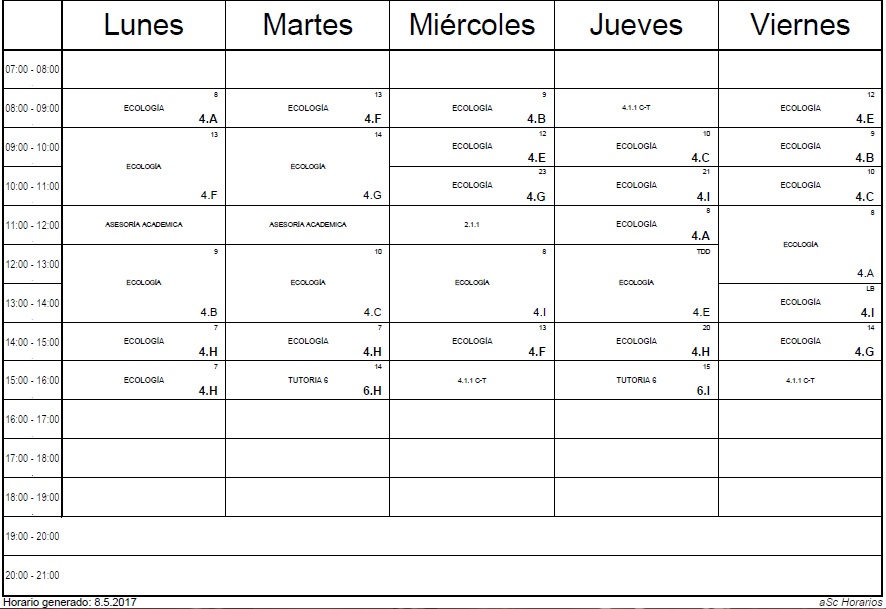 Lunes Martes Miércoles Jueves Viernes
07:00 - 08:00
08:00 - 09:00
8 ECOLOGÍA 4.A
13 ECOLOGÍA 4.F
9 ECOLOGÍA 4.B
4.1.1 C-T
12 ECOLOGÍA 4.E
09:00 - 10:00
13 ECOLOGÍA 4.F
14 ECOLOGÍA 4.G
12 ECOLOGÍA 4.E
10 ECOLOGÍA 4.C
9 ECOLOGÍA 4.B
10:00 - 11:00
23 ECOLOGÍA 4.G
21 ECOLOGÍA 4.I
10 ECOLOGÍA 4.C
11:00 - 12:00
ASESORÍA ACADEMICA
ASESORÍA ACADEMICA
2.1.1
8 ECOLOGÍA 4.A
8 ECOLOGÍA 4.A
12:00 - 13:00
9 ECOLOGÍA 4.B
10 ECOLOGÍA 4.C
8 ECOLOGÍA 4.I
TDD ECOLOGÍA 4.E
13:00 - 14:00
LB ECOLOGÍA 4.I
14:00 - 15:00
7 ECOLOGÍA 4.H
7 ECOLOGÍA 4.H
13 ECOLOGÍA 4.F
20 ECOLOGÍA 4.H
14 ECOLOGÍA 4.G
15:00 - 16:00
7 ECOLOGÍA 4.H
14 TUTORIA 6 6.H
4.1.1 C-T
15 TUTORIA 6 6.I
4.1.1 C-T
16:00 - 17:00
17:00 - 18:00
18:00 - 19:00
19:00 - 20:00
20:00 - 21:00
Horario generado: 8.5.2017 aSc Horarios